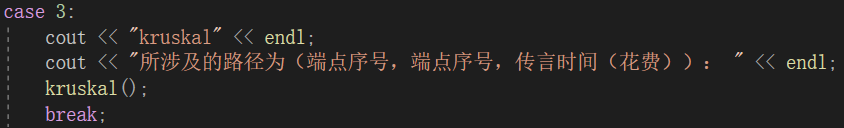 case 3:
cout << "kruskal" << endl;
cout << "所涉及的路径为（端点序号，端点序号，传言时间（花费））： " << endl;
kruskal();
break;